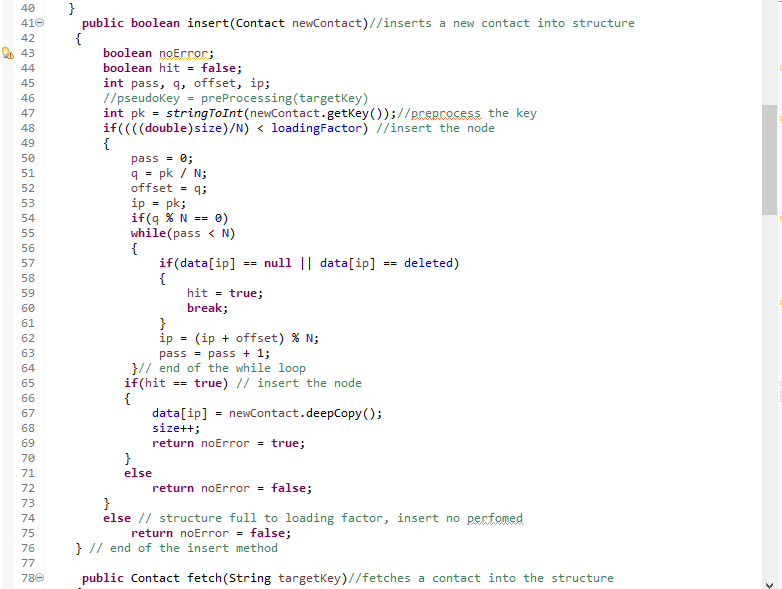 40 }
41 public boolean insert(Contact newContact)//inserts a new contact into structure
42 {
43 boolean noError;
44 boolean hit = false;
45 int pass, q, offset, ip;
46 //pseudoKey = preProcessing(targetKey)
47 int pk = stringToInt(newContact.getKey());//preprocess the key
48 if((((double)size)/N) < loadingFactor) //insert the node
49 {
50 pass = 0;
51 q = pk / N;
52 offset = q;
53 ip = pk;
54 if(q % N == 0)
55 while(pass < N)
56 {
57 if(data[ip] == null || data[ip] == deleted)
58 {
59 hit = true;
60 break;
61 }
62 ip = (ip + offset) % N;
63 pass = pass + 1;
64 }// end of the while loop
65 if(hit == true) // insert the node
66 {
67 data[ip] = newContact.deepCopy();
68 size++;
69 return noError = true;
70 }
71 else
72 return noError = false;
73 }
74 else // structure full to loading factor, insert no perfomed
75 return noError = false;
76 } // end of the insert method
77
78 public Contact fetch(String targetKey)//fetches a contact into the structure